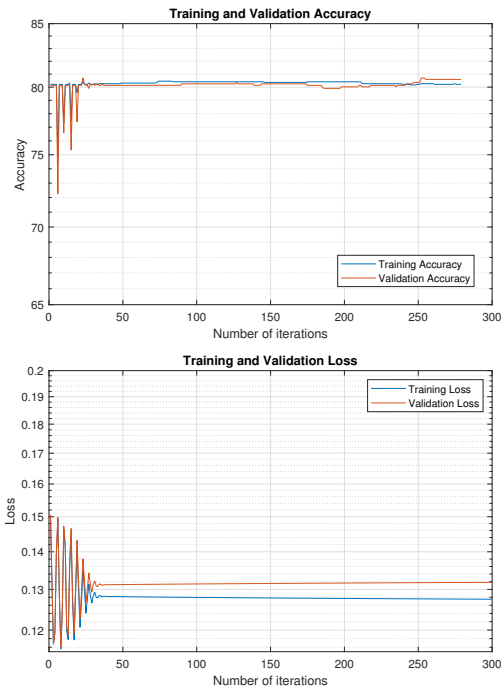 Training and Validation Accuracy
85
80
75
70
65
Accuracy
Training Accuracy
Validation Accuracy
0 50 100 150 200 250 300
Number of iterations
Training and Validation Loss
0.2
0.19
0.18
0.17
0.16
0.15
0.14
0.13
0.12
Loss
Training Loss
Validation Loss
0 50 100 150 200 250 300
Number of iterations